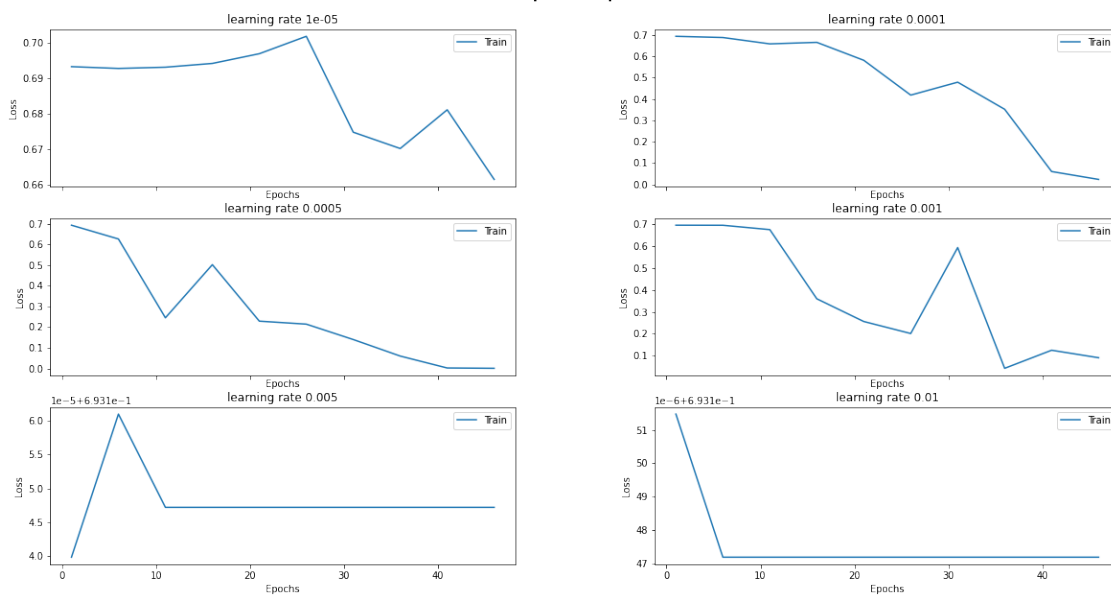 learning rate 1e-05
0.70
0.69
0.68
0.67
0.66
Loss
Train
Epochs
learning rate 0.0001
0.7
0.6
0.5
0.4
0.3
0.2
0.1
0.0
Loss
Train
Epochs
learning rate 0.0005
0.7
0.6
0.5
0.4
0.3
0.2
0.1
0.0
Loss
Train
Epochs
learning rate 0.001
0.7
0.6
0.5
0.4
0.3
0.2
0.1
Loss
Train
Epochs
1e−5+6.931e−1
learning rate 0.005
6.0
5.5
5.0
4.5
4.0
Loss
Train
0 10 20 30 40
Epochs
1e−6+6.931e−1
learning rate 0.01
51
50
49
48
47
Loss
Train
0 10 20 30 40
Epochs